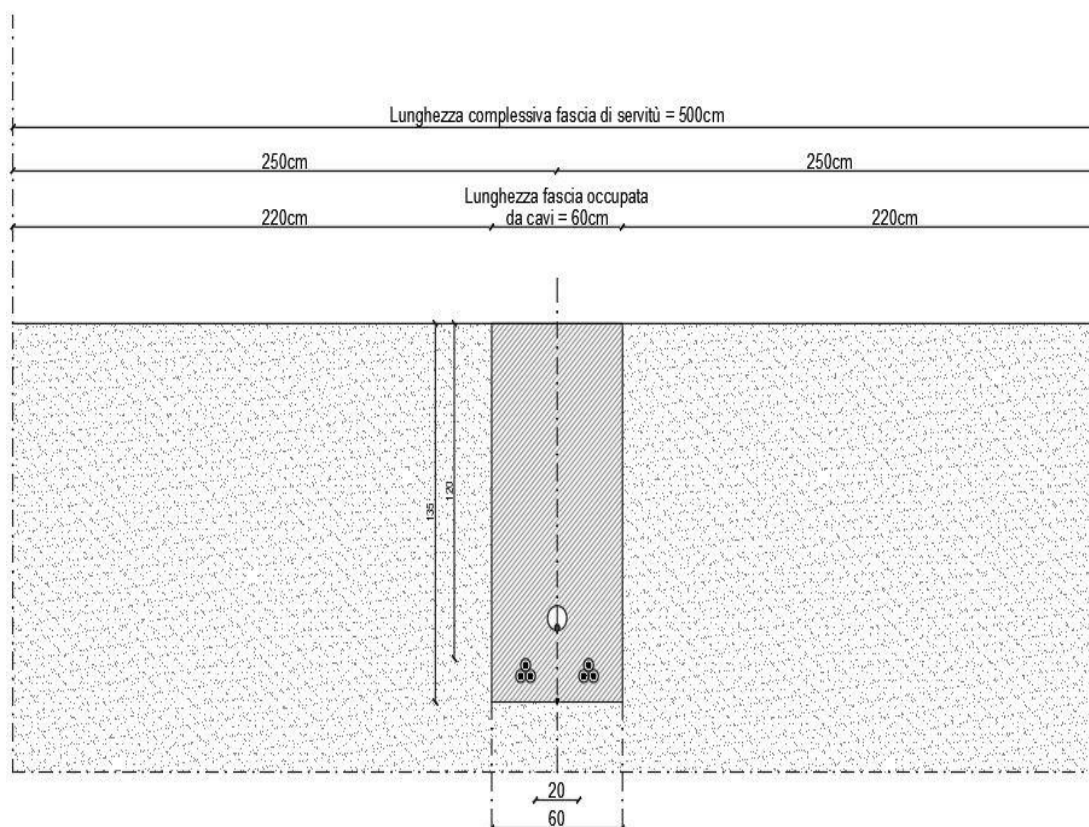 Lunghezza complessiva fascia di servitù = 500cm
250cm
250cm
Lunghezza fascia occupata
da cavi = 60cm
220cm
220cm
135
120
20
60